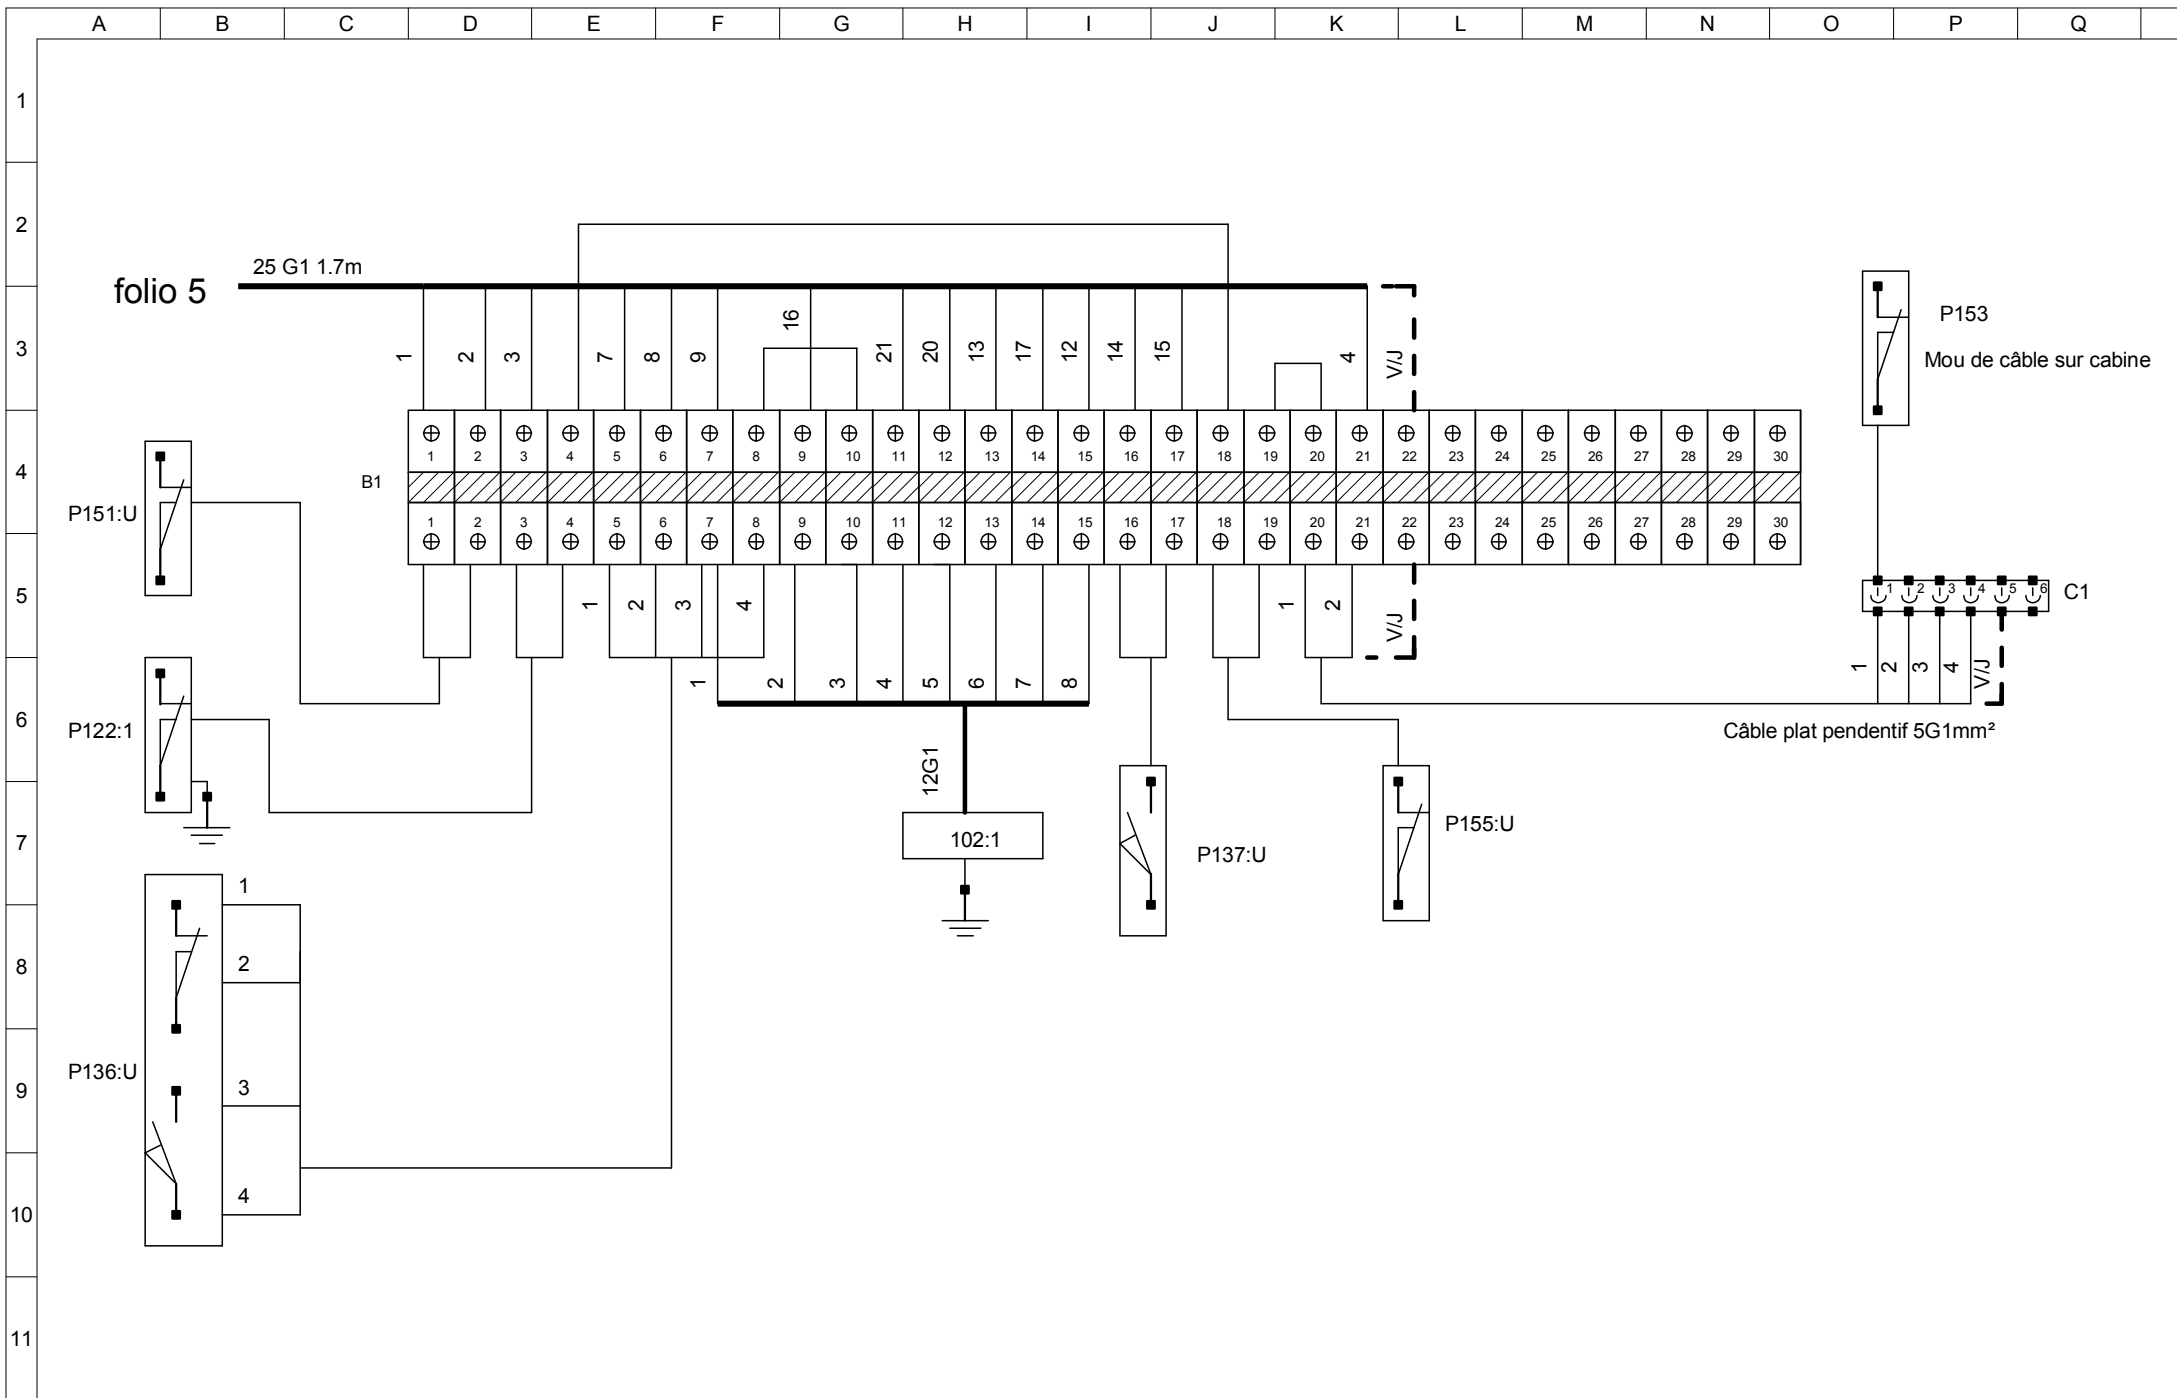 A B C D E F G H I J K L M N O P Q
1
2
25 G1 1.7m
folio 5
P153
16
3
1 2 3 7 8 9 21 20 13 17 12 14 15 4 V/J
Mou de câble sur cabine
1 2 3 4 5 6 7 8 9 10 11 12 13 14 15 16 17 18 19 20 21 22 23 24 25 26 27 28 29 30
4
B1
P151:U
1 2 3 4 5 6 7 8 9 10 11 12 13 14 15 16 17 18 19 20 21 22 23 24 25 26 27 28 29 30
5
1 2 3 4 1 2 V/J
1 2 3 4 5 6 C1
1 2 3 4 V/J
1 2 3 4 5 6 7 8
6
P122:1
Câble plat pendentif 5G1mm²
12G1
7
102:1
P137:U
P155:U
1
8
2
P136:U
9
3
4
10
11